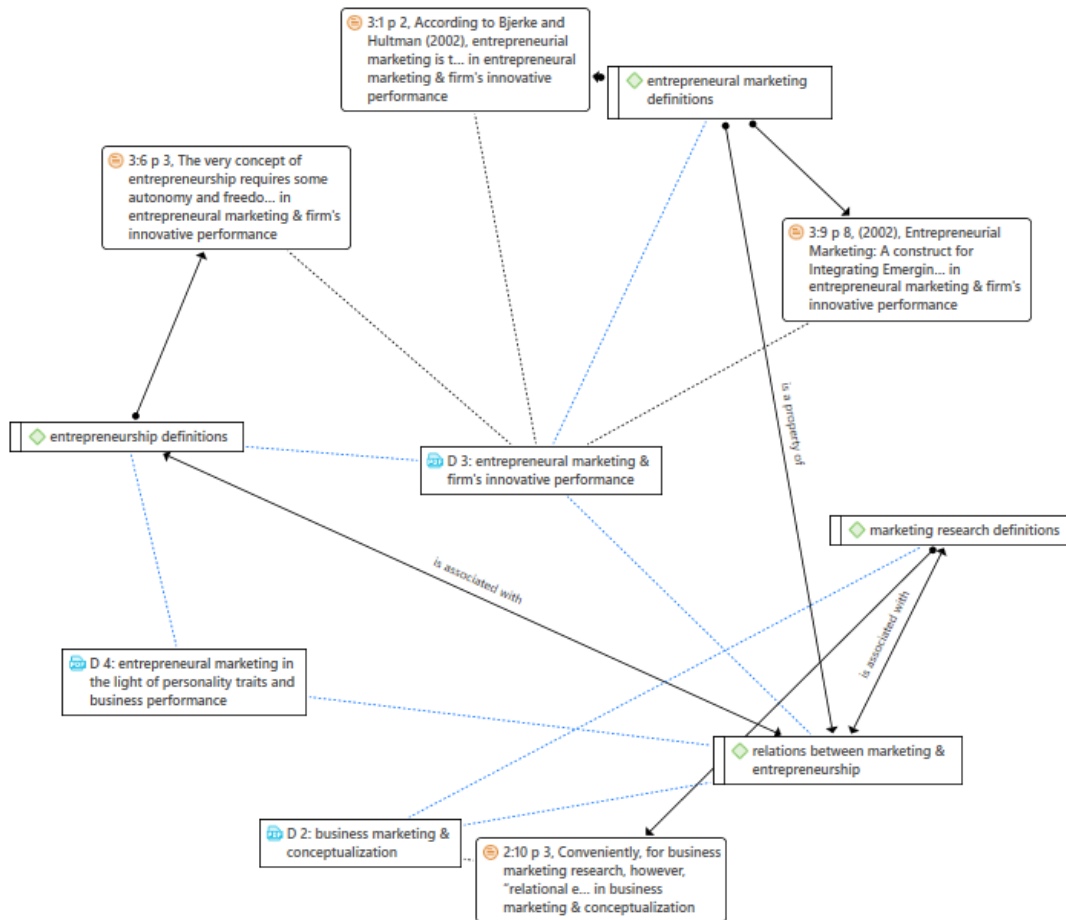 3:1 p 2, According to Bjerke and
Hultman (2002), entrepreneurial
marketing is t... in entrepreneural
marketing & firm's innovative
performance
entrepreneural marketing
definitions
3:6 p 3, The very concept of
entrepreneurship requires some
autonomy and freedo... in
entrepreneural marketing & firm's
innovative performance
3:9 p 8, (2002), Entrepreneurial
Marketing: A construct for
Integrating Emergin... in
entrepreneural marketing & firm's
innovative performance
is a property of
entrepreneurship definitions
D 3: entrepreneural marketing &
firm's innovative performance
marketing research definitions
is associated with
is associated with
D 4: entrepreneural marketing in
the light of personality traits and
business performance
relations between marketing &
entrepreneurship
D 2: business marketing &
conceptualization
2:10 p 3, Conveniently, for business
marketing research, however,
"relational e... in business
marketing & conceptualization